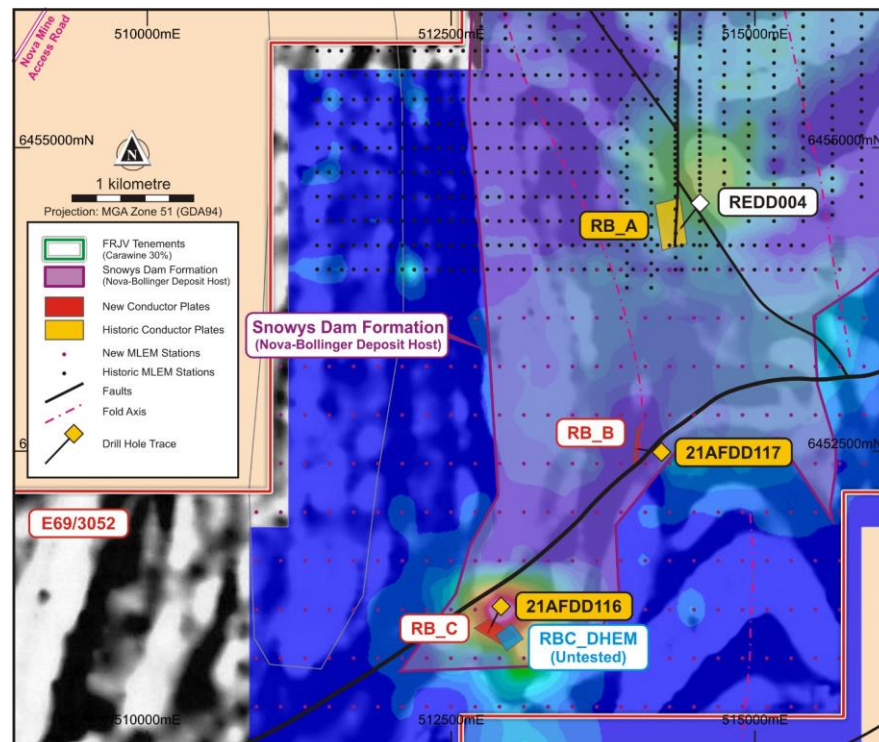 Nova Mine
Access Road
510000mE
512500mE
515000mE
6455000mN
6455000mN
N
1 kilometre
Projection: MGA Zone 51 (GDA94)
FRJV Tenements
(Carawine 30%)
Snowys Dam Formation
(Nova-Bollinger Deposit Host)
New Conductor Plates
Historic Conductor Plates
New MLEM Stations
Historic MLEM Stations
Faults
Fold Axis
Drill Hole Trace
RB_A
REDD004
Snowys Dam Formation
(Nova-Bollinger Deposit Host)
RB_B
21AFDD117
6452500mN
E69/3052
21AFDD116
RB_C
RBC_DHEM
(Untested)
510000mE
512500mE
515000mE